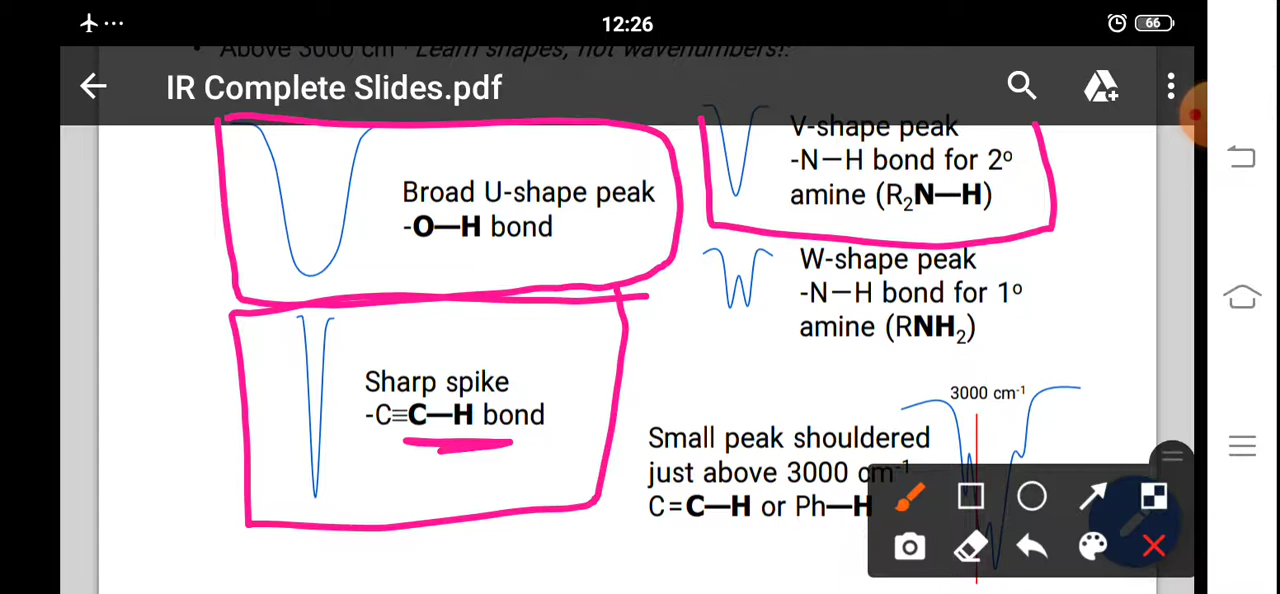 12:26
66
Above 3000 cm⁻¹ Learn shapes, not wavenumbers!:
IR Complete Slides.pdf
Broad U-shape peak
-O—H bond
V-shape peak
-N—H bond for 2º
amine (R₂N—H)
W-shape peak
-N—H bond for 1º
amine (RNH₂)
Sharp spike
-C≡C—H bond
3000 cm⁻¹
Small peak shouldered
just above 3000 cm⁻¹
C=C—H or Ph—H